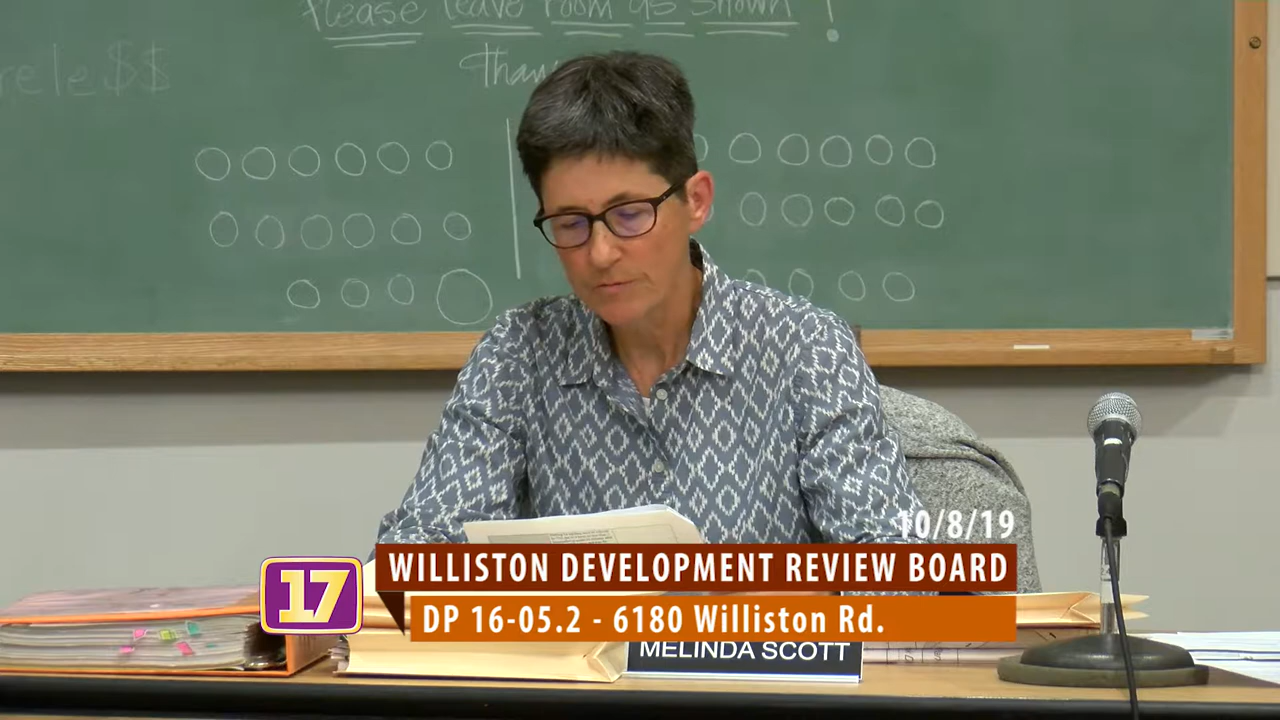 Please leave room as shown!
$$
10/8/19
WILLISTON DEVELOPMENT REVIEW BOARD
17
DP 16-05.2 - 6180 Williston Rd.
MELINDA SCOTT